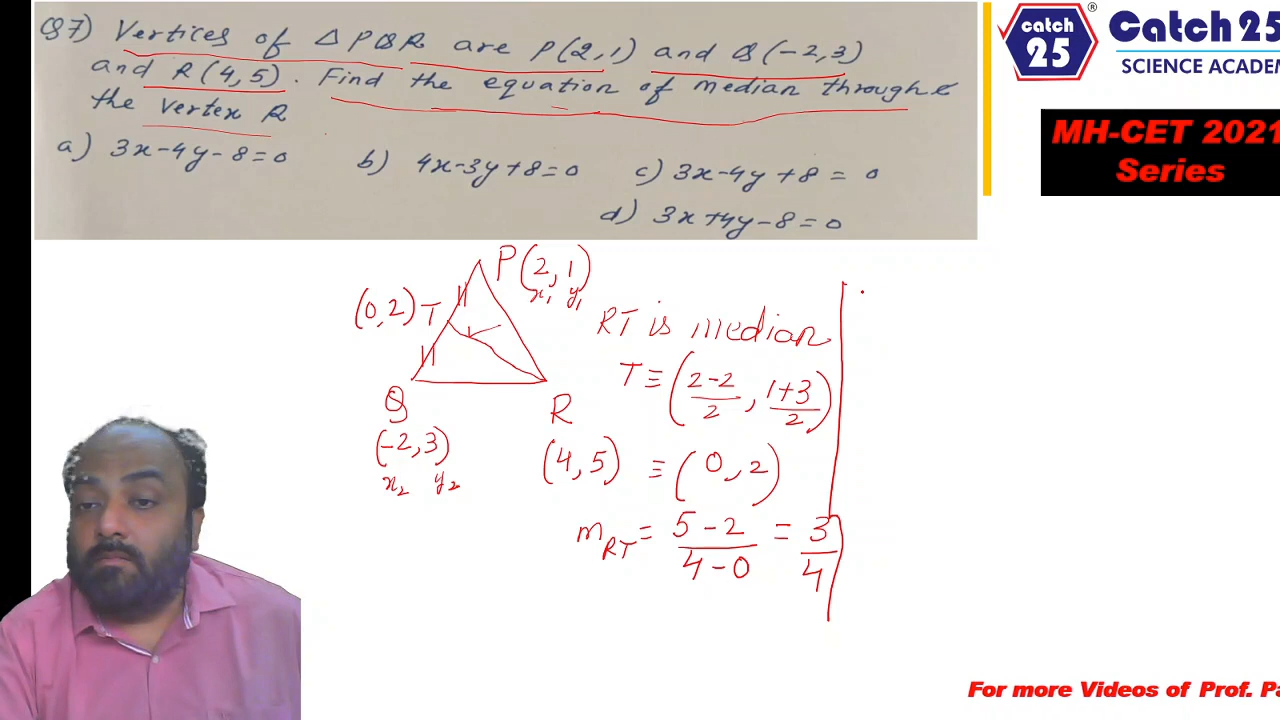 Q7) Vertices of △PQR are P(2,1) and Q(-2,3)
and R(4,5). Find the equation of median through
the vertex R
a) 3x-4y-8=0 b) 4x-3y+8=0 c) 3x-4y+8=0
d) 3x+4y-8=0
catch
25
®
Catch 25
SCIENCE ACADE
MH-CET 2021
Series
P(2,1)
x₁ y₁
(0,2) T
RT is median
T≡(2-2/2, 1+3/2)
Q R
(-2,3) (4,5) ≡(0,2)
x₂ y₂
m_RT = 5-2/4-0 = 3/4
For more Videos of Prof. Pa